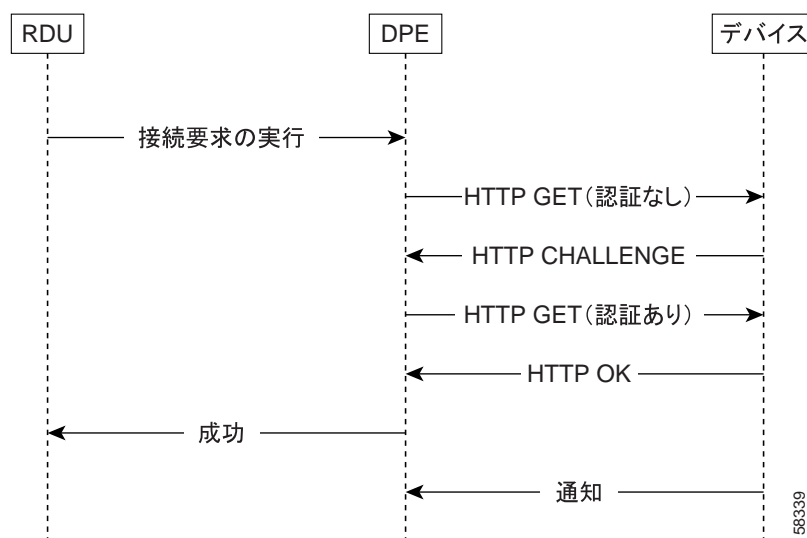 RDU
DPE
デバイス
接続要求の実行
HTTP GET（認証なし）
HTTP CHALLENGE
HTTP GET（認証あり）
HTTP OK
成功
通知
58339